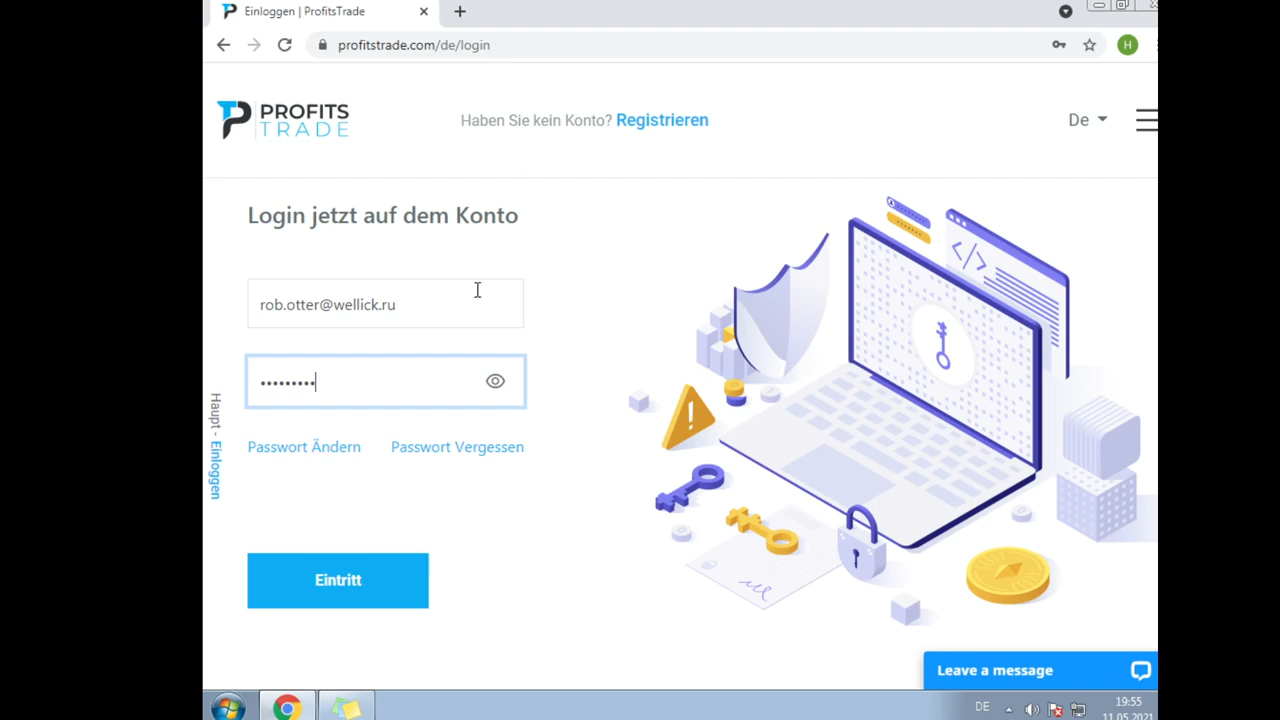 Einloggen | ProfitsTrade
profitstrade.com/de/login
H
PROFITS
TRADE
Haben Sie kein Konto? Registrieren
De
Login jetzt auf dem Konto
rob.otter@wellick.ru
•••••••••
Passwort Ändern
Passwort Vergessen
Haupt - Einloggen
Eintritt
Leave a message
DE
19:55
11.05.2021